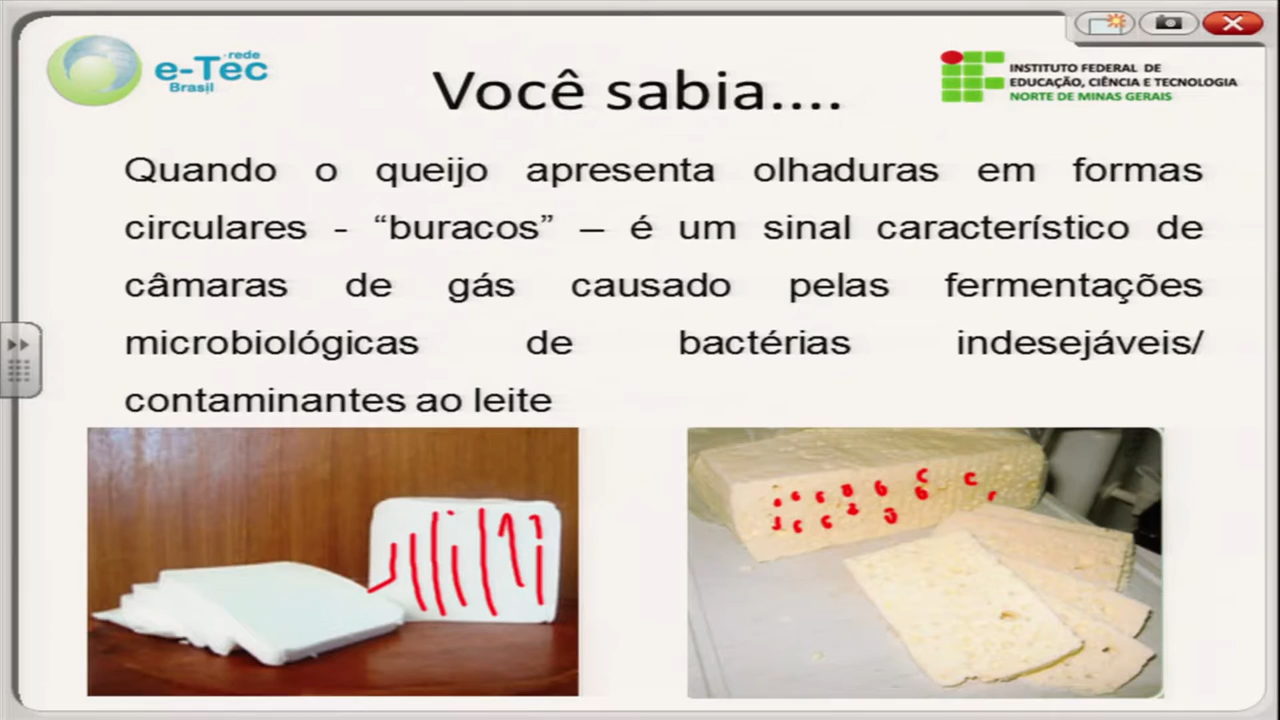 rede
e-Tec
Brasil
Você sabia....
INSTITUTO FEDERAL DE
EDUCAÇÃO, CIÊNCIA E TECNOLOGIA
NORTE DE MINAS GERAIS
Quando o queijo apresenta olhaduras em formas
circulares - “buracos” – é um sinal característico de
câmaras de gás causado pelas fermentações
microbiológicas de bactérias indesejáveis/
contaminantes ao leite